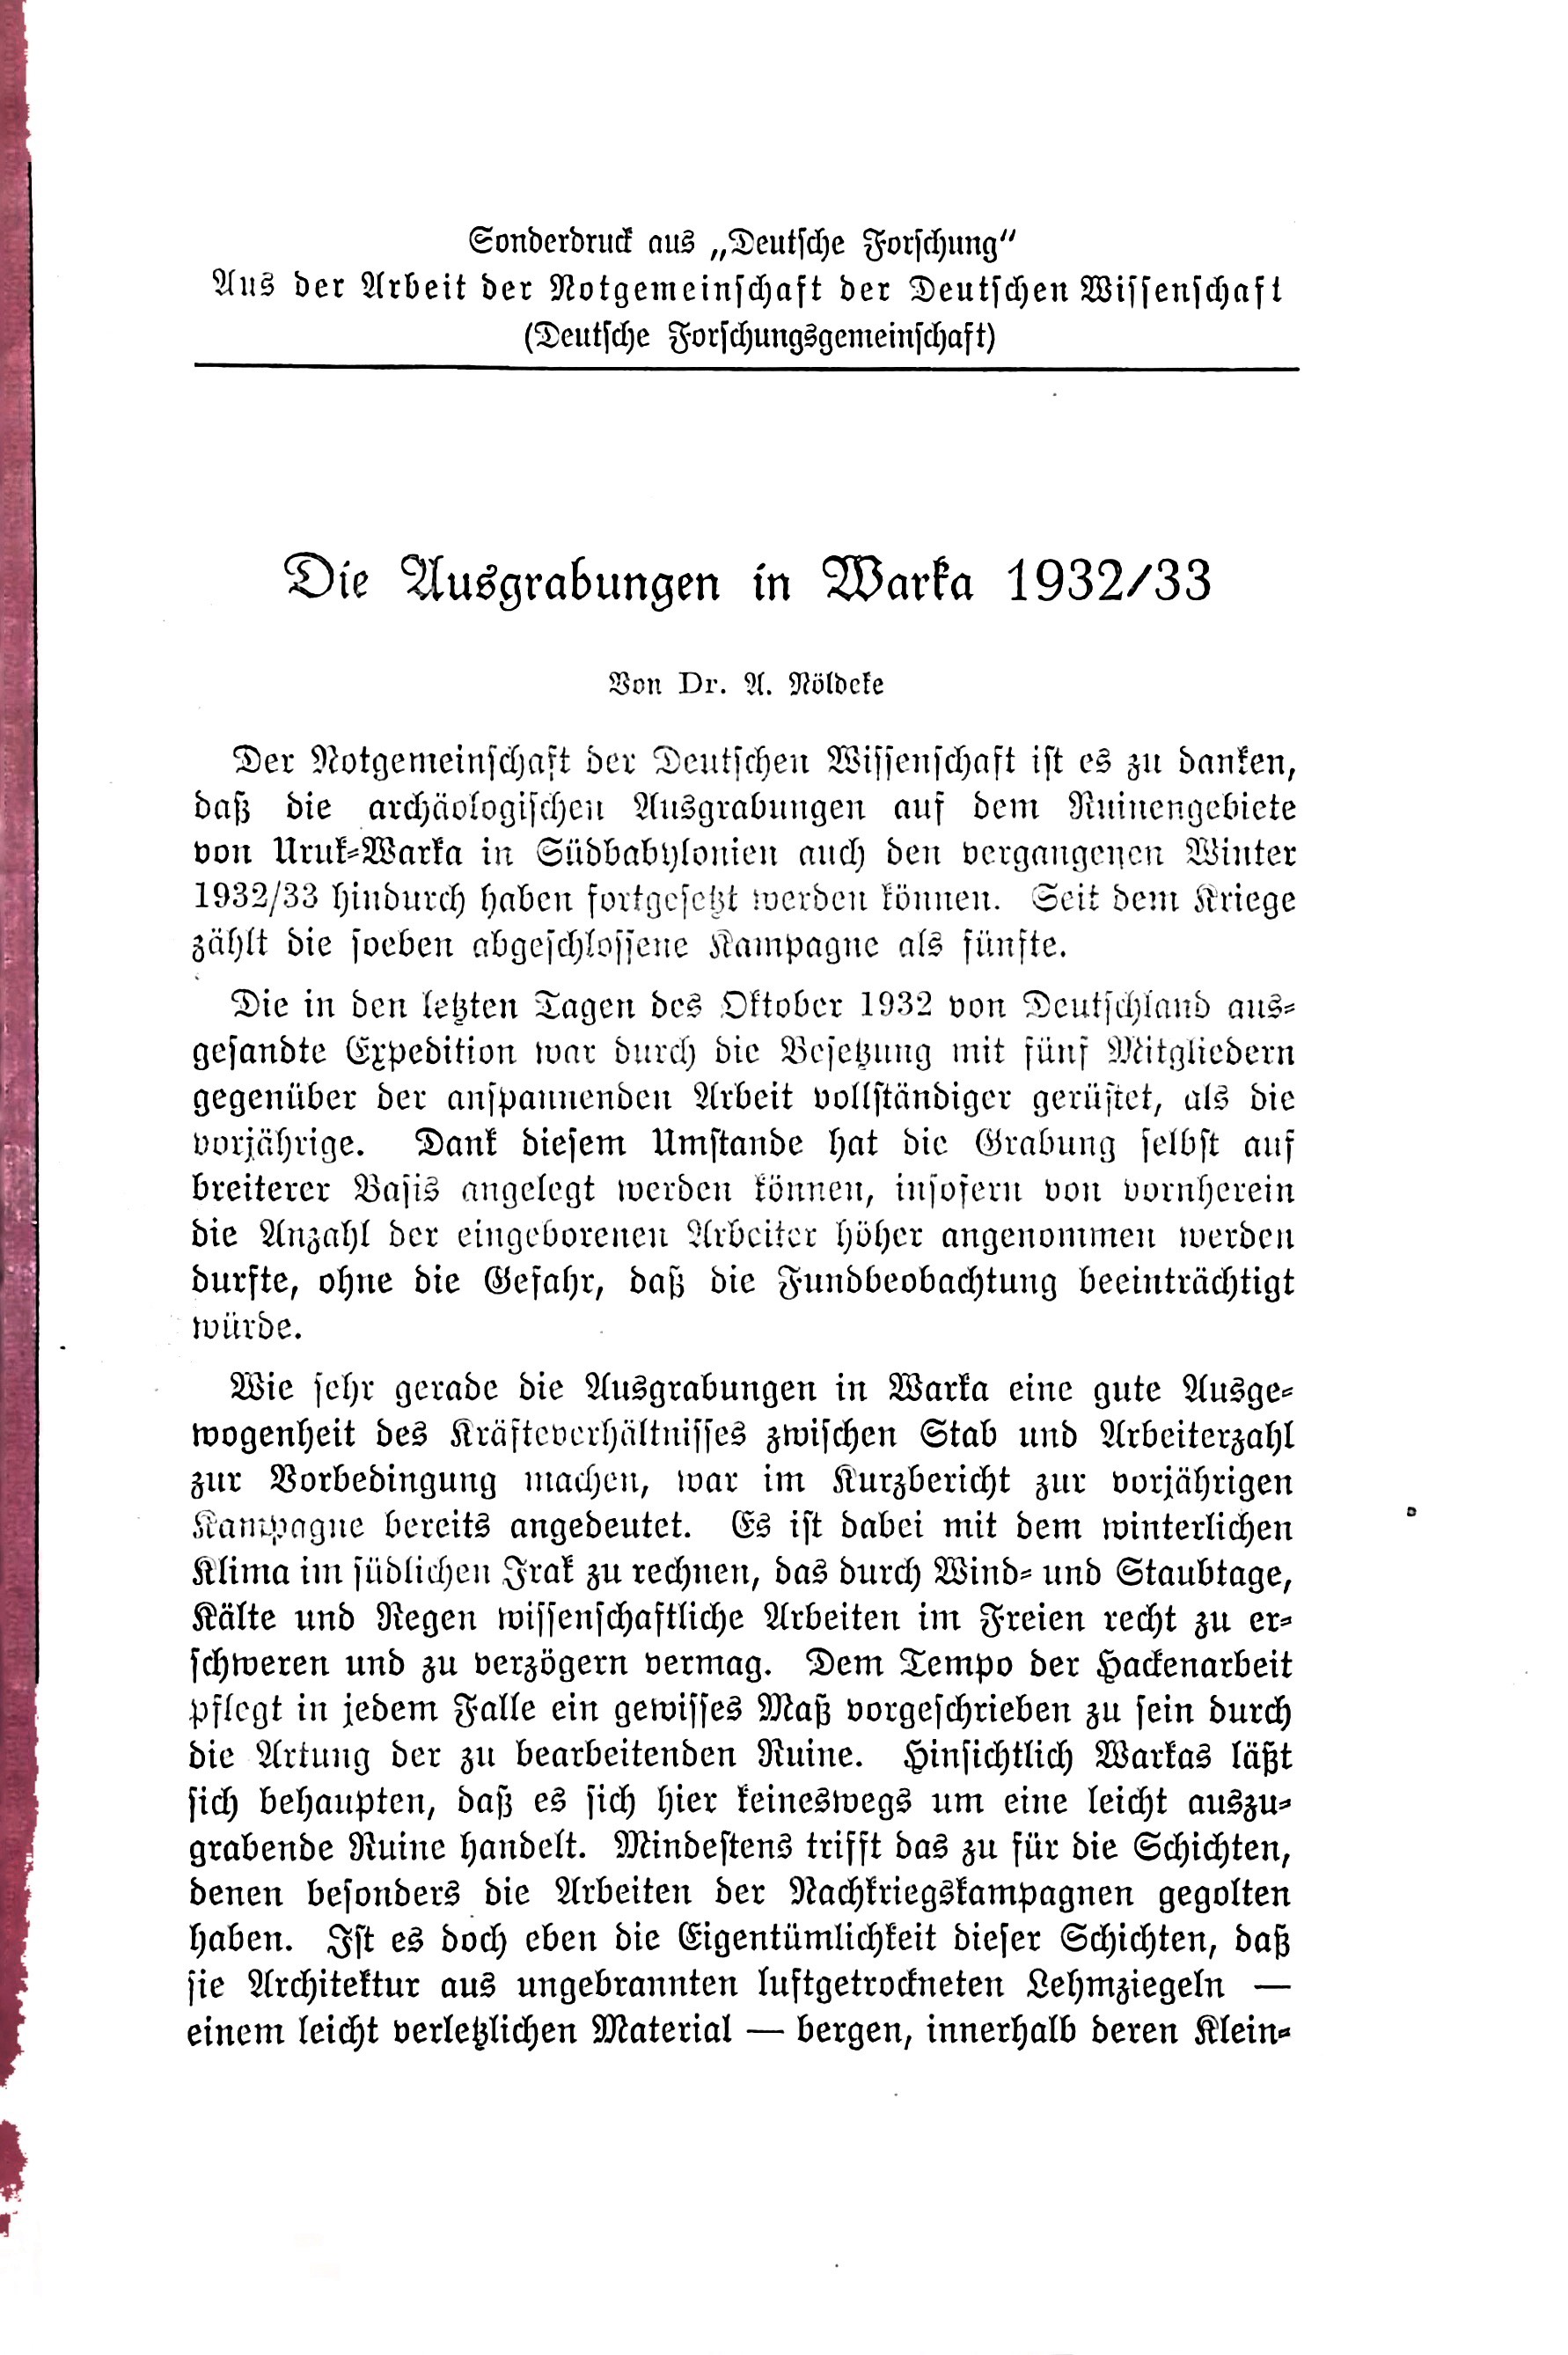 Sonderdruck aus „Deutsche Forschung“
Aus der Arbeit der Notgemeinschaft der Deutschen Wissenschaft
(Deutsche Forschungsgemeinschaft)
Die Ausgrabungen in Warka 1932/33
Von Dr. A. Nöldeke
Der Notgemeinschaft der Deutschen Wissenschaft ist es zu danken,
daß die archäologischen Ausgrabungen auf dem Ruinengebiete
von Uruk-Warka in Südbabylonien auch den vergangenen Winter
1932/33 hindurch haben fortgesetzt werden können. Seit dem Kriege
zählt die soeben abgeschlossene Kampagne als fünfte.
Die in den letzten Tagen des Oktober 1932 von Deutschland aus-
gesandte Expedition war durch die Besetzung mit fünf Mitgliedern
gegenüber der anspannenden Arbeit vollständiger gerüstet, als die
vorjährige. Dank diesem Umstande hat die Grabung selbst auf
breiterer Basis angelegt werden können, insofern von vornherein
die Anzahl der eingeborenen Arbeiter höher angenommen werden
durfte, ohne die Gefahr, daß die Fundbeobachtung beeinträchtigt
würde.
Wie sehr gerade die Ausgrabungen in Warka eine gute Ausge-
wogenheit des Kräfteverhältnisses zwischen Stab und Arbeiterzahl
zur Vorbedingung machen, war im Kurzbericht zur vorjährigen
Kampagne bereits angedeutet. Es ist dabei mit dem winterlichen
Klima im südlichen Irak zu rechnen, das durch Wind- und Staubtage,
Kälte und Regen wissenschaftliche Arbeiten im Freien recht zu er-
schweren und zu verzögern vermag. Dem Tempo der Hackenarbeit
pflegt in jedem Falle ein gewisses Maß vorgeschrieben zu sein durch
die Artung der zu bearbeitenden Ruine. Hinsichtlich Warkas läßt
sich behaupten, daß es sich hier keineswegs um eine leicht auszu-
grabende Ruine handelt. Mindestens trifft das zu für die Schichten,
denen besonders die Arbeiten der Nachkriegskampagnen gegolten
haben. Ist es doch eben die Eigentümlichkeit dieser Schichten, daß
sie Architektur aus ungebrannten luftgetrockneten Lehmziegeln —
einem leicht verletzlichen Material — bergen, innerhalb deren Klein-